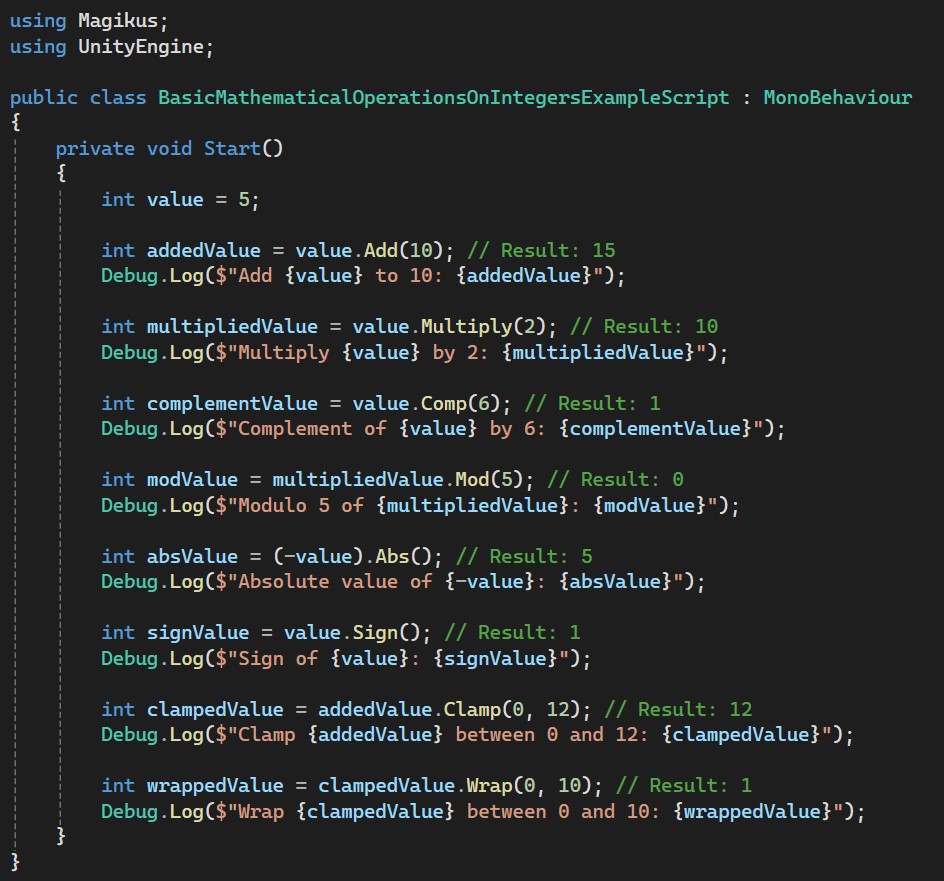 using Magikus;
using UnityEngine;

public class BasicMathematicalOperationsOnIntegersExampleScript : MonoBehaviour
{
    private void Start()
    {
        int value = 5;

        int addedValue = value.Add(10); // Result: 15
        Debug.Log($"Add {value} to 10: {addedValue}");

        int multipliedValue = value.Multiply(2); // Result: 10
        Debug.Log($"Multiply {value} by 2: {multipliedValue}");

        int complementValue = value.Comp(6); // Result: 1
        Debug.Log($"Complement of {value} by 6: {complementValue}");

        int modValue = multipliedValue.Mod(5); // Result: 0
        Debug.Log($"Modulo 5 of {multipliedValue}: {modValue}");

        int absValue = (-value).Abs(); // Result: 5
        Debug.Log($"Absolute value of {-value}: {absValue}");

        int signValue = value.Sign(); // Result: 1
        Debug.Log($"Sign of {value}: {signValue}");

        int clampedValue = addedValue.Clamp(0, 12); // Result: 12
        Debug.Log($"Clamp {addedValue} between 0 and 12: {clampedValue}");

        int wrappedValue = clampedValue.Wrap(0, 10); // Result: 1
        Debug.Log($"Wrap {clampedValue} between 0 and 10: {wrappedValue}");
    }
}